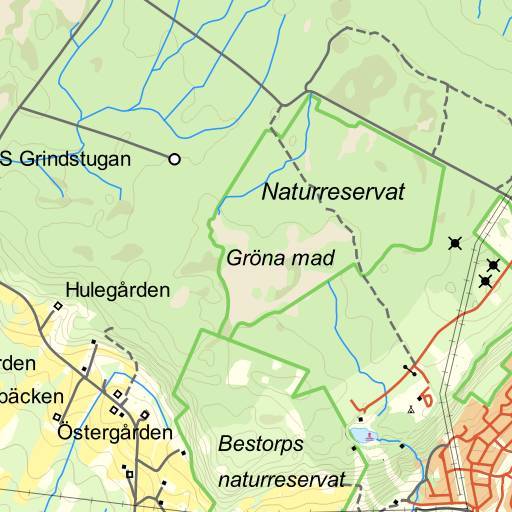 S Grindstugan
Naturreservat
Gröna mad
Hulegården
rden
bäcken
Östergården
Bestorps
naturreservat